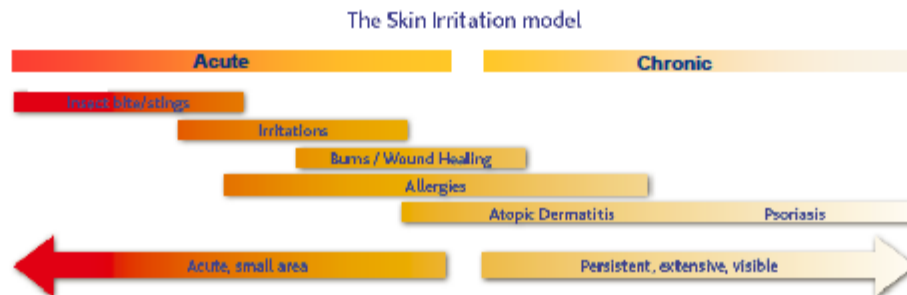 The Skin Irritation model
Acute
Chronic
Insect bite/stings
Irritations
Burns / Wound Healing
Allergies
Atopic Dermatitis
Psoriasis
Acute, small area
Persistent, extensive, visible